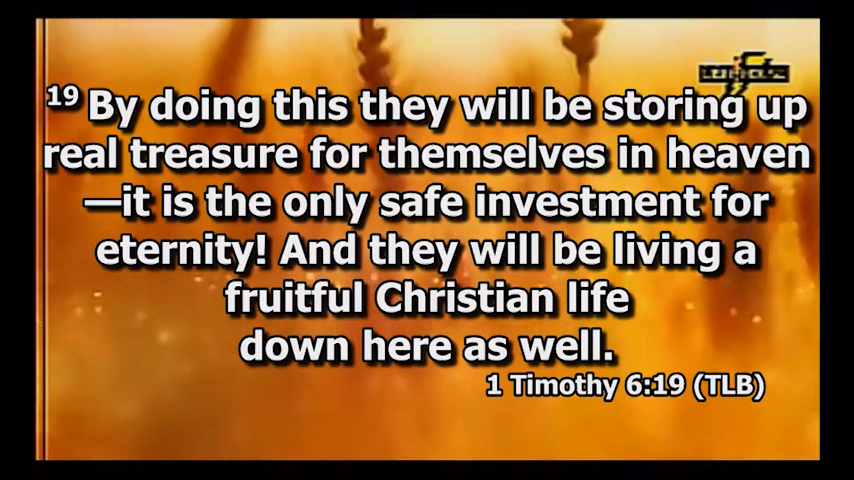 19 By doing this they will be storing up
real treasure for themselves in heaven
—it is the only safe investment for
eternity! And they will be living a
fruitful Christian life
down here as well.
1 Timothy 6:19 (TLB)